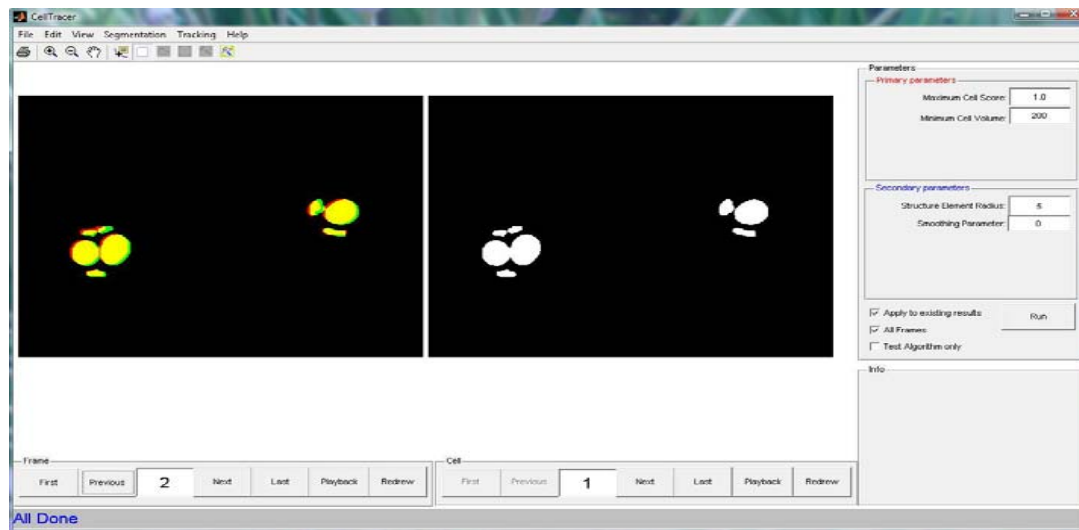 CellTracer
File Edit View Segmentation Tracking Help
Parameters
Primary parameters
Maximum Cell Score: 1.0
Minimum Cell Volume: 200
Secondary parameters
Structure Element Radius: 5
Smoothing Parameter: 0
Apply to existing results
Run
All Frames
Test Algorithm only
Info
Frame
First Previous 2 Next Last Playback Redraw
Cell
First Previous 1 Next Last Playback Redraw
All Done